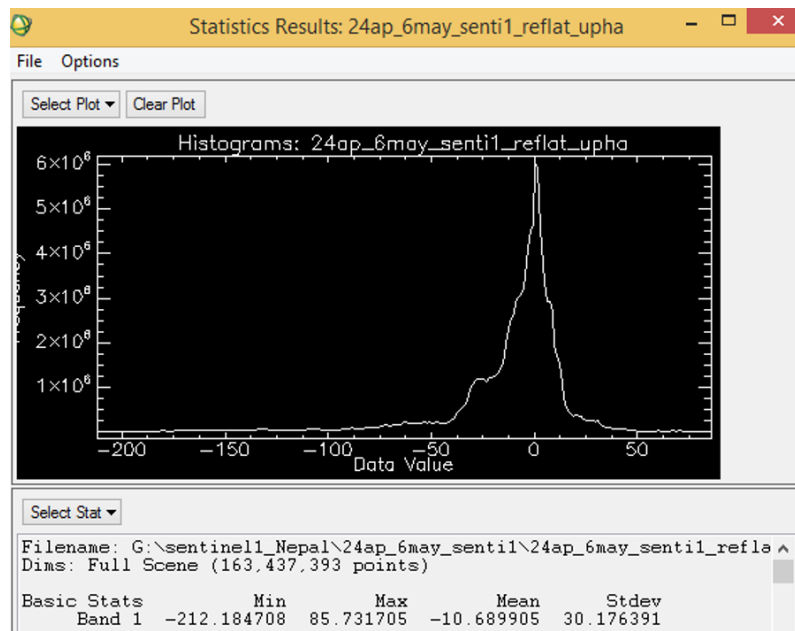 Statistics Results: 24ap_6may_senti1_reflat_upha
File Options
Select Plot Clear Plot
Histograms: 24ap_6may_senti1_reflat_upha
6×10⁶
5×10⁶
4×10⁶
3×10⁶
2×10⁶
1×10⁶
Frequency
-200 -150 -100 -50 0 50
Data Value
Select Stat
Filename: G:\sentinel1_Nepal\24ap_6may_senti1\24ap_6may_senti1_refla
Dims: Full Scene (163,437,393 points)
Basic Stats Min Max Mean Stdev
Band 1 -212.184708 85.731705 -10.689905 30.176391